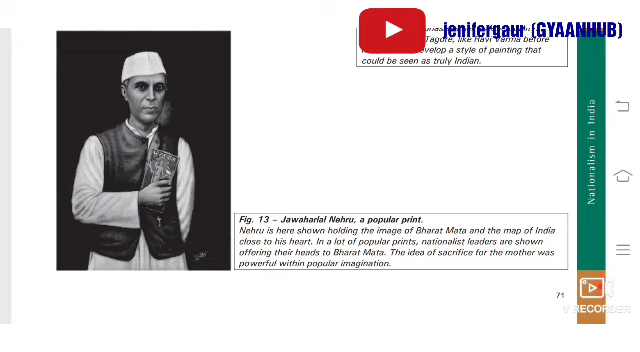 jenifergaur (GYAANHUB)
Tagore, like Ravi Varma before
develop a style of painting that
could be seen as truly Indian.
Nationalism in India
Fig. 13 – Jawaharlal Nehru, a popular print.
Nehru is here shown holding the image of Bharat Mata and the map of India
close to his heart. In a lot of popular prints, nationalist leaders are shown
offering their heads to Bharat Mata. The idea of sacrifice for the mother was
powerful within popular imagination.
71
V RECORDER